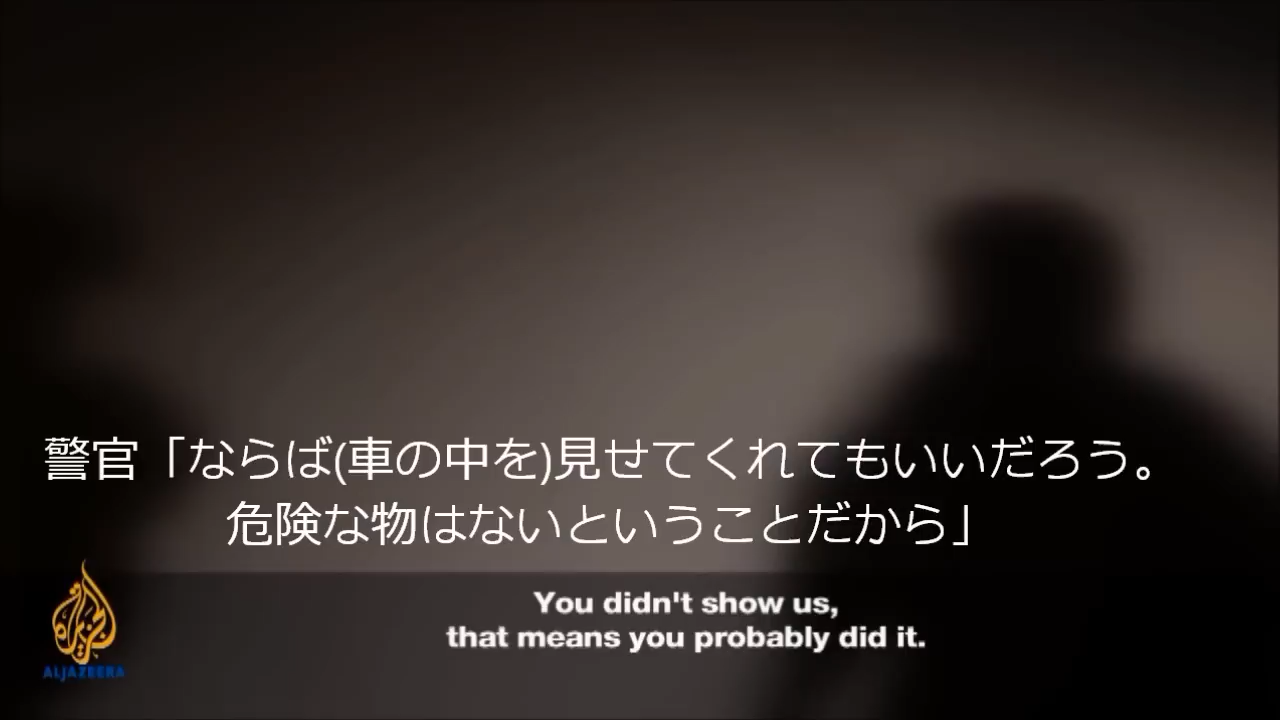 警官「ならば(車の中を)見せてくれてもいいだろう。
危険な物はないということだから」
You didn't show us,
that means you probably did it.
الجزيرة
ALJAZEERA